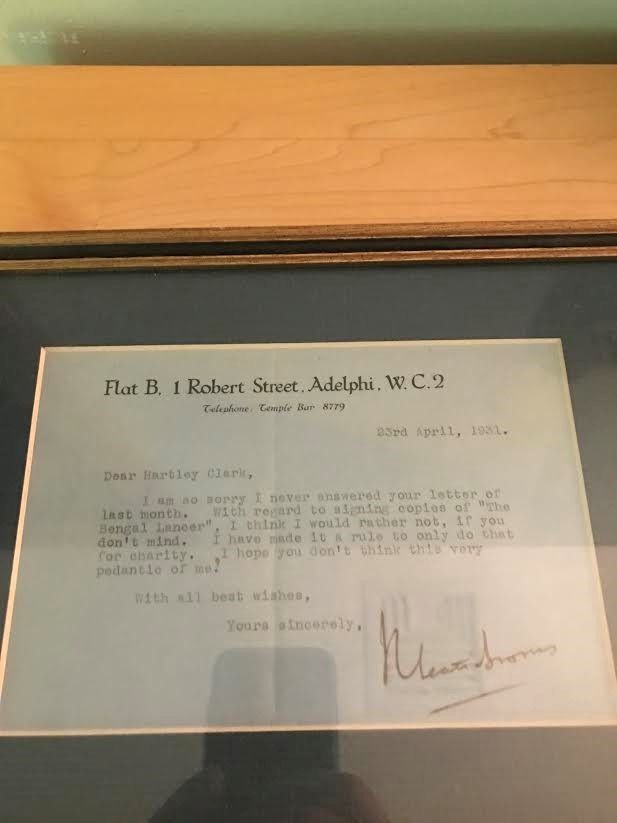 Flat B, 1 Robert Street, Adelphi, W.C.2
Telephone: Temple Bar 8779
23rd April, 1931.
Dear Hartley Clark,
I am so sorry I never answered your letter of
last month. With regard to signing copies of "The
Bengal Lancer", I think I would rather not, if you
don't mind. I have made it a rule to only do that
for charity. I hope you don't think this very
pedantic of me!
With all best wishes,
Yours sincerely,